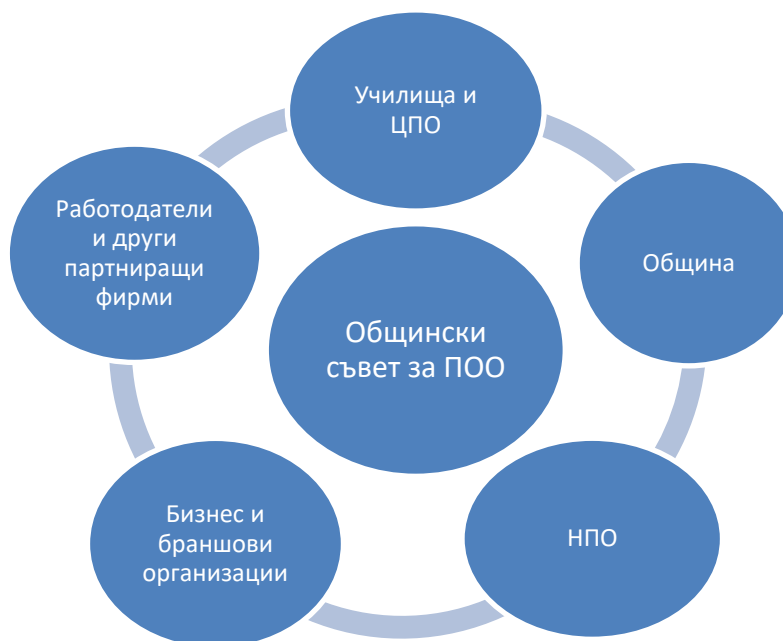 Училища и
ЦПО
Работодатели
и други
партниращи
фирми
Община
Общински
съвет за ПОО
Бизнес и
браншови
организации
НПО